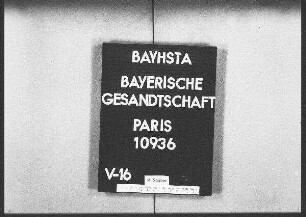 BAYHSTA
BAYERISCHE
GESANDTSCHAFT
PARIS
10936
V-16